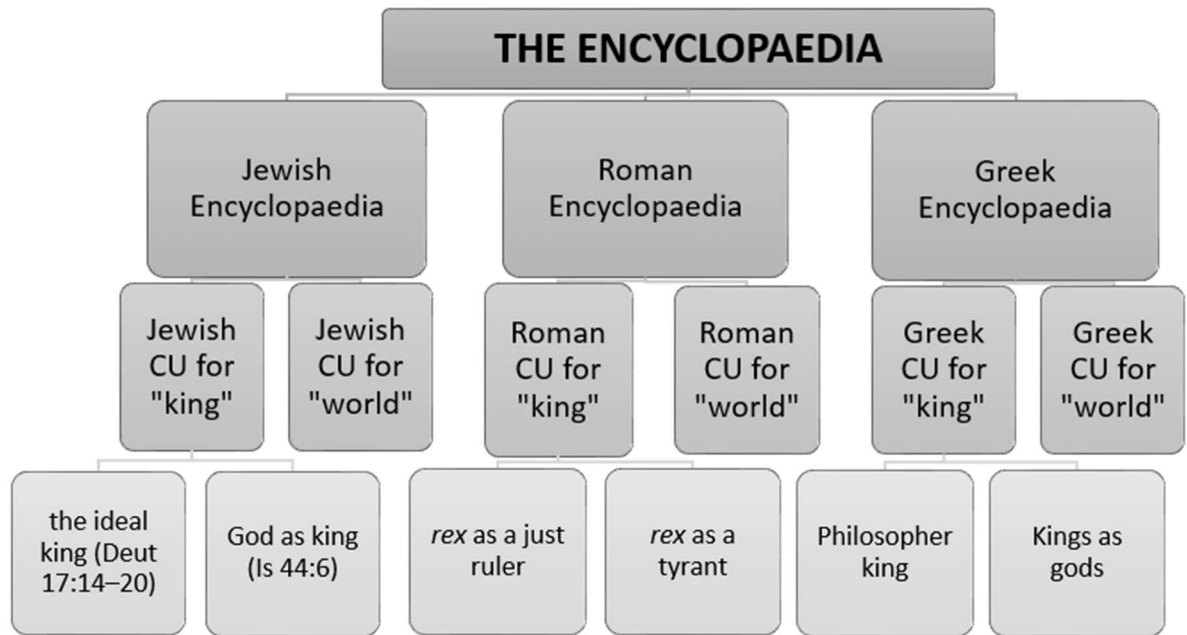 THE ENCYCLOPAEDIA
Jewish
Encyclopaedia
Roman
Encyclopaedia
Greek
Encyclopaedia
Jewish
CU for
"king"
Jewish
CU for
"world"
Roman
CU for
"king"
Roman
CU for
"world"
Greek
CU for
"king"
Greek
CU for
"world"
the ideal
king (Deut
17:14–20)
God as king
(Is 44:6)
rex as a just
ruler
rex as a
tyrant
Philosopher
king
Kings as
gods